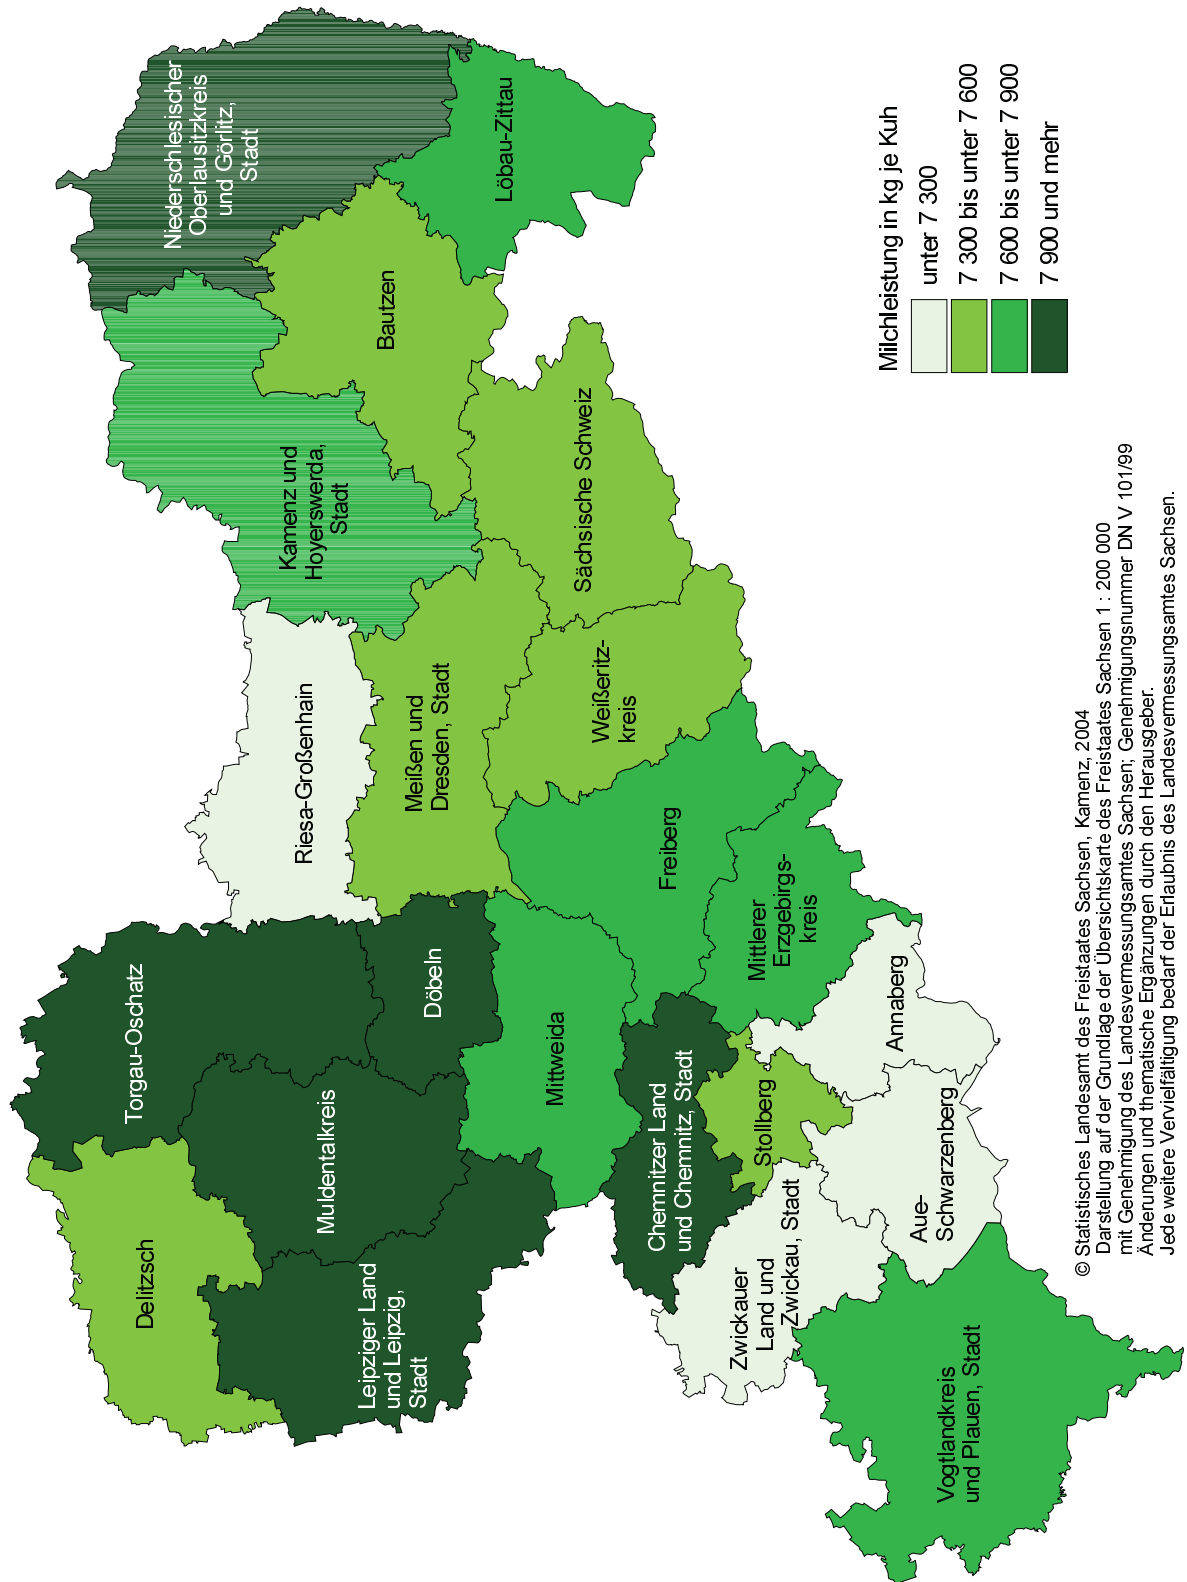 Torgau-Oschatz
Delitzsch
Muldentalkreis
Leipziger Land
und Leipzig,
Stadt
Döbeln
Riesa-Großenhain
Kamenz und
Hoyerswerda,
Stadt
Niederschlesischer
Oberlausitzkreis
und Görlitz,
Stadt
Bautzen
Löbau-Zittau
Meißen und
Dresden, Stadt
Sächsische Schweiz
Weißeritz-
kreis
Mittweida
Freiberg
Mittlerer
Erzgebirgs-
kreis
Chemnitzer Land
und Chemnitz, Stadt
Stollberg
Annaberg
Zwickauer
Land und
Zwickau, Stadt
Aue-
Schwarzenberg
Vogtlandkreis
und Plauen, Stadt
Milchleistung in kg je Kuh
unter 7 300
7 300 bis unter 7 600
7 600 bis unter 7 900
7 900 und mehr
© Statistisches Landesamt des Freistaates Sachsen, Kamenz, 2004
Darstellung auf der Grundlage der Übersichtskarte des Freistaates Sachsen 1 : 200 000
mit Genehmigung des Landesvermessungsamtes Sachsen; Genehmigungsnummer DN V 101/99
Änderungen und thematische Ergänzungen durch den Herausgeber.
Jede weitere Vervielfältigung bedarf der Erlaubnis des Landesvermessungsamtes Sachsen.